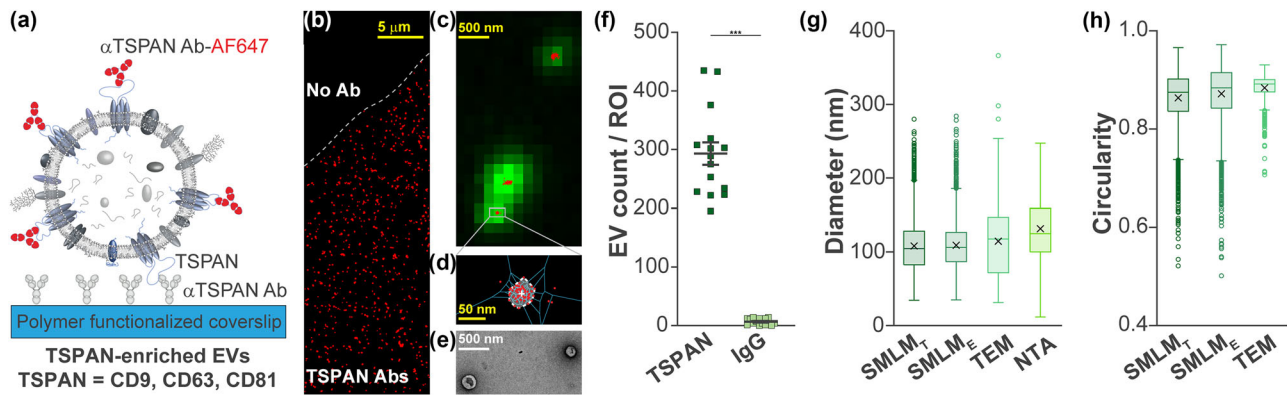 (a)
αTSPAN Ab-AF647
TSPAN
αTSPAN Ab
Polymer functionalized coverslip
TSPAN-enriched EVs
TSPAN = CD9, CD63, CD81
(b)
5 μm
No Ab
TSPAN Abs
(c)
500 nm
(d)
50 nm
(e)
500 nm
(f)
EV count / ROI
500
400
300
200
100
0
***
TSPAN
IgG
(g)
Diameter (nm)
400
300
200
100
0
SMLM_T
SMLM_E
TEM
NTA
(h)
Circularity
1.0
0.8
0.6
0.4
SMLM_T
SMLM_E
TEM